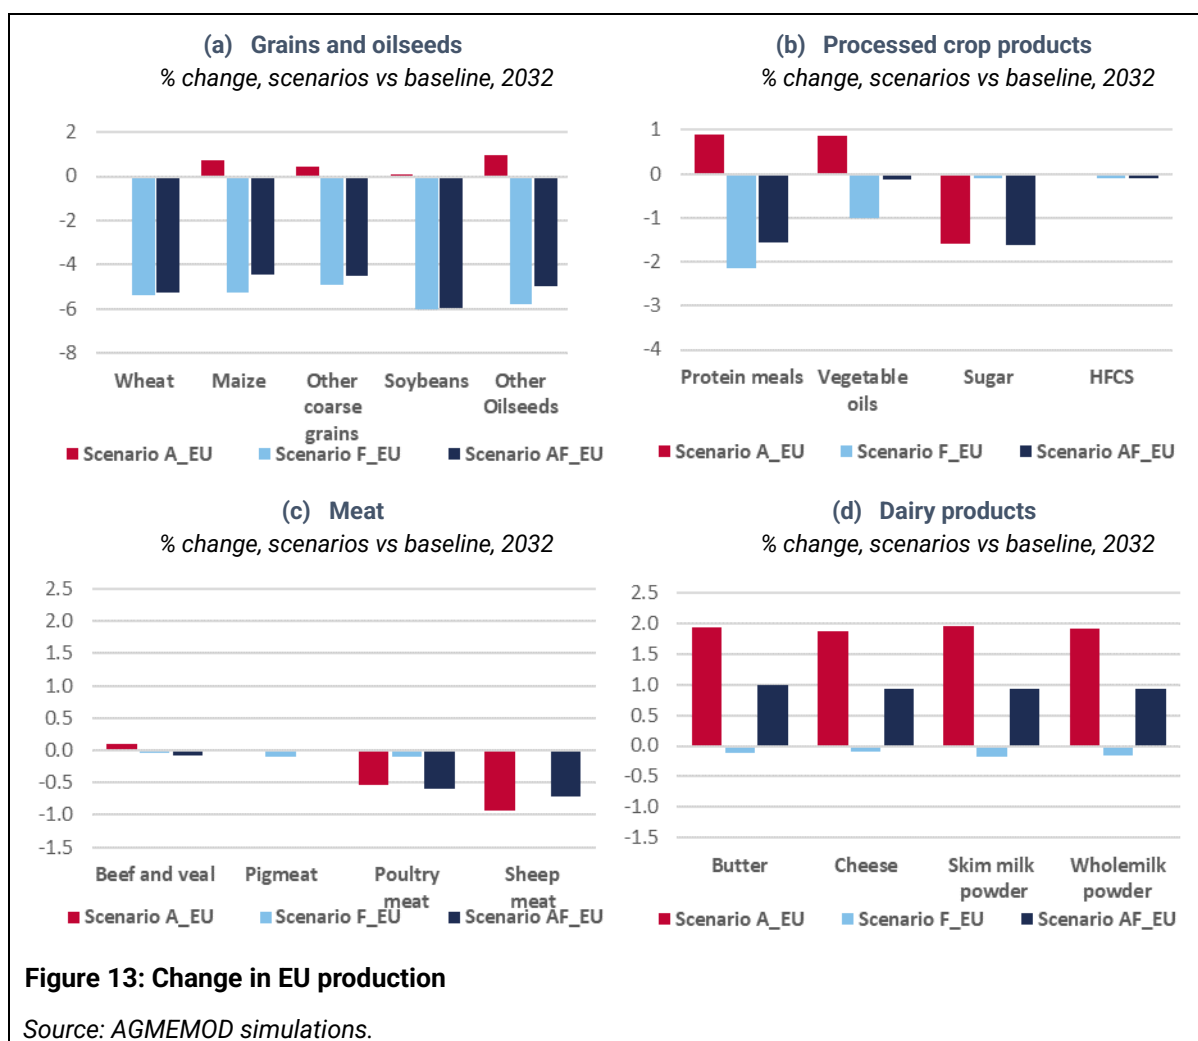 (a) Grains and oilseeds
% change, scenarios vs baseline, 2032
2
0
-2
-4
-6
-8
Wheat Maize Other coarse grains Soybeans Other Oilseeds
Scenario A_EU Scenario F_EU Scenario AF_EU
(b) Processed crop products
% change, scenarios vs baseline, 2032
1
0
-1
-2
-3
-4
Protein meals Vegetable oils Sugar HFCS
Scenario A_EU Scenario F_EU Scenario AF_EU
(c) Meat
% change, scenarios vs baseline, 2032
2.5
2.0
1.5
1.0
0.5
0.0
-0.5
-1.0
-1.5
Beef and veal Pigmeat Poultry meat Sheep meat
Scenario A_EU Scenario F_EU Scenario AF_EU
(d) Dairy products
% change, scenarios vs baseline, 2032
2.5
2.0
1.5
1.0
0.5
0.0
-0.5
-1.0
-1.5
Butter Cheese Skim milk powder Wholemilk powder
Scenario A_EU Scenario F_EU Scenario AF_EU
Figure 13: Change in EU production
Source: AGMEMOD simulations.